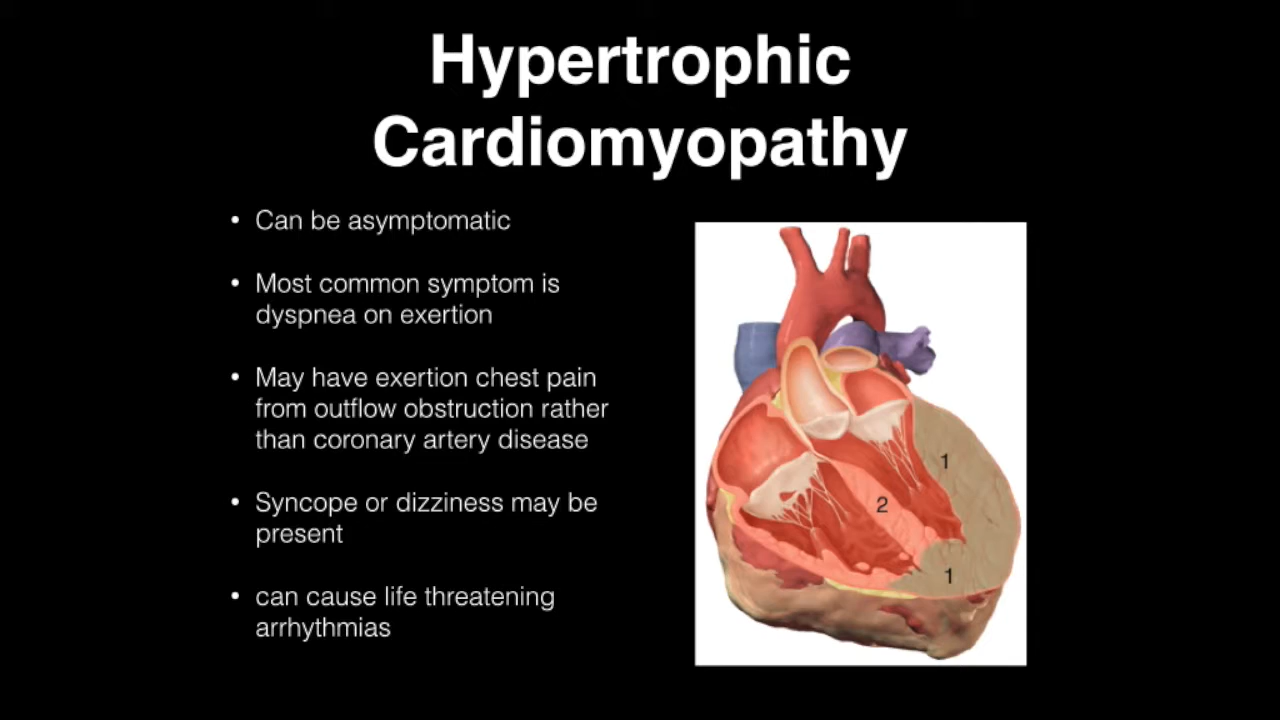 Hypertrophic
Cardiomyopathy
• Can be asymptomatic
• Most common symptom is
dyspnea on exertion
• May have exertion chest pain
from outflow obstruction rather
than coronary artery disease
• Syncope or dizziness may be
present
• can cause life threatening
arrhythmias
1
2
1